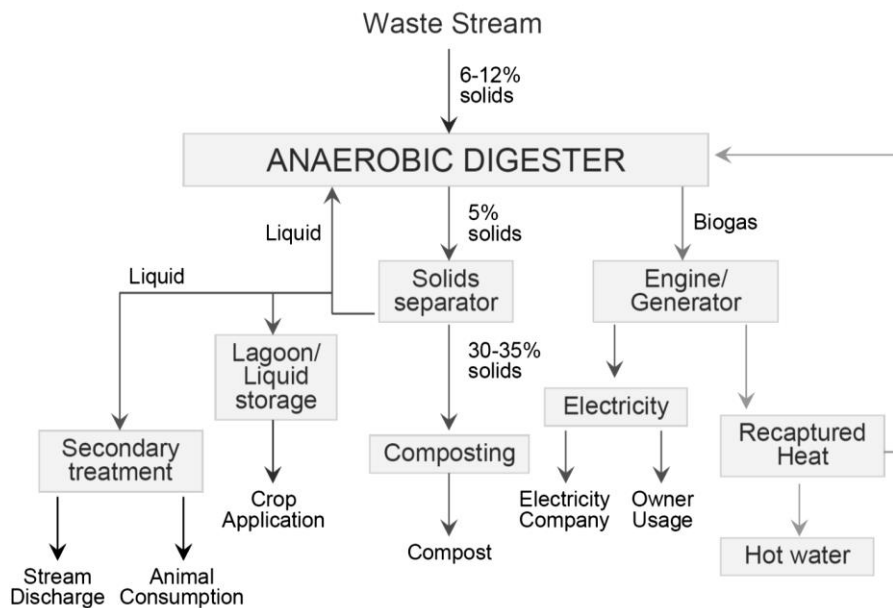 Waste Stream
6-12%
solids
ANAEROBIC DIGESTER
Liquid
5%
solids
Biogas
Liquid
Solids
separator
Engine/
Generator
Lagoon/
Liquid
storage
30-35%
solids
Secondary
treatment
Composting
Electricity
Recaptured
Heat
Crop
Application
Electricity
Company
Owner
Usage
Stream
Discharge
Animal
Consumption
Compost
Hot water